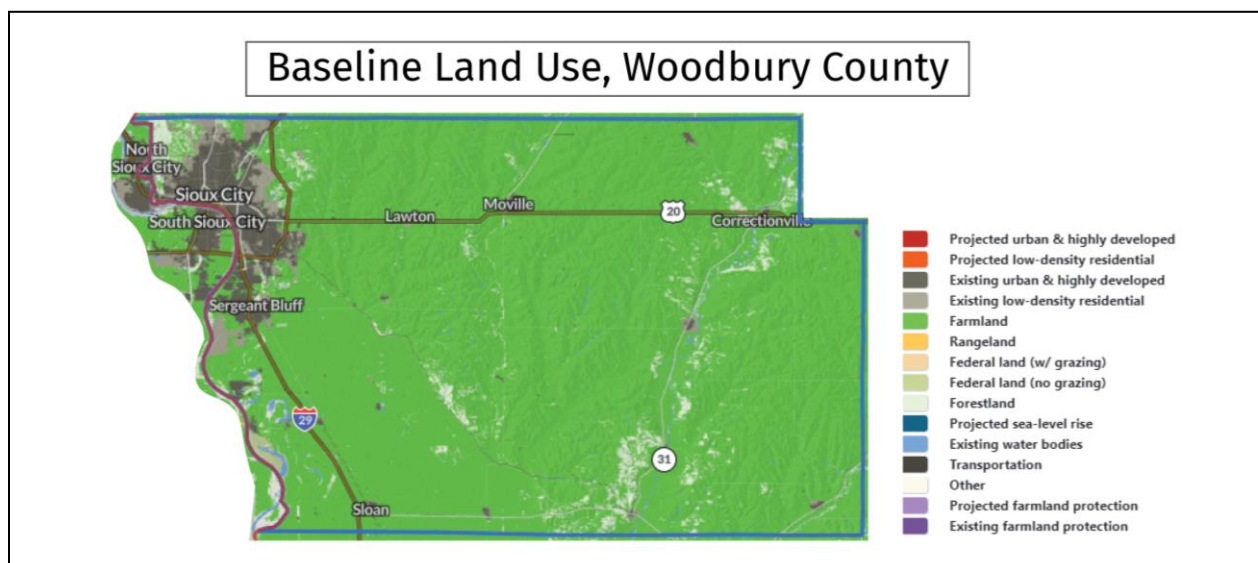 Baseline Land Use, Woodbury County
North
Sioux City
Sioux City
South Sioux City
Lawton
Moville
20
Correctionville
Sergeant Bluff
29
31
Sloan
Projected urban & highly developed
Projected low-density residential
Existing urban & highly developed
Existing low-density residential
Farmland
Rangeland
Federal land (w/ grazing)
Federal land (no grazing)
Forestland
Projected sea-level rise
Existing water bodies
Transportation
Other
Projected farmland protection
Existing farmland protection